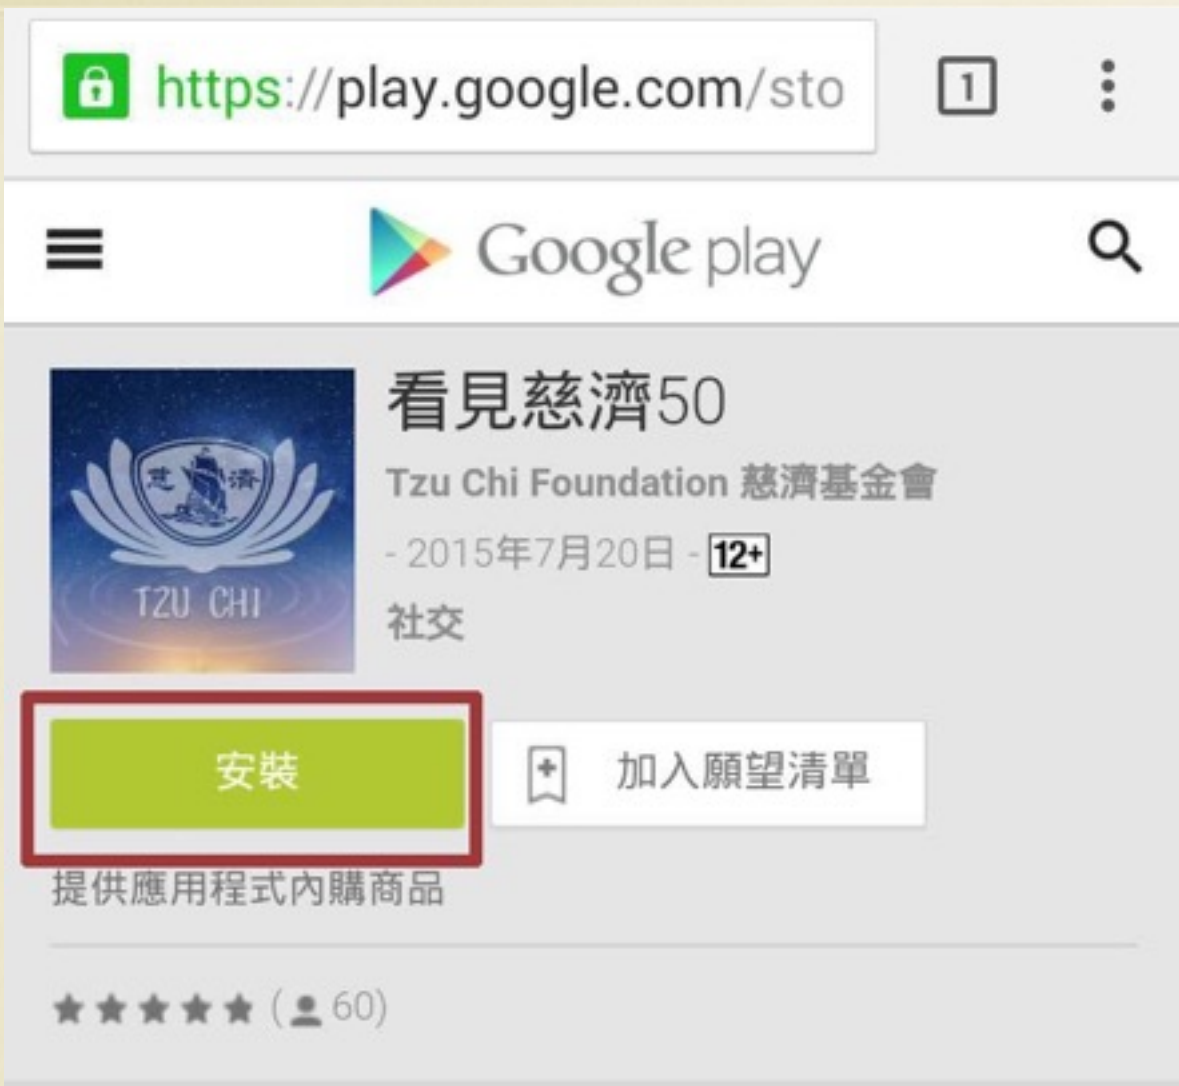 https://play.google.com/sto
1
Google play
看見慈濟50
慈濟
TZU CHI
Tzu Chi Foundation 慈濟基金會
- 2015年7月20日 - 12+
社交
安裝
加入願望清單
提供應用程式內購商品
(60)